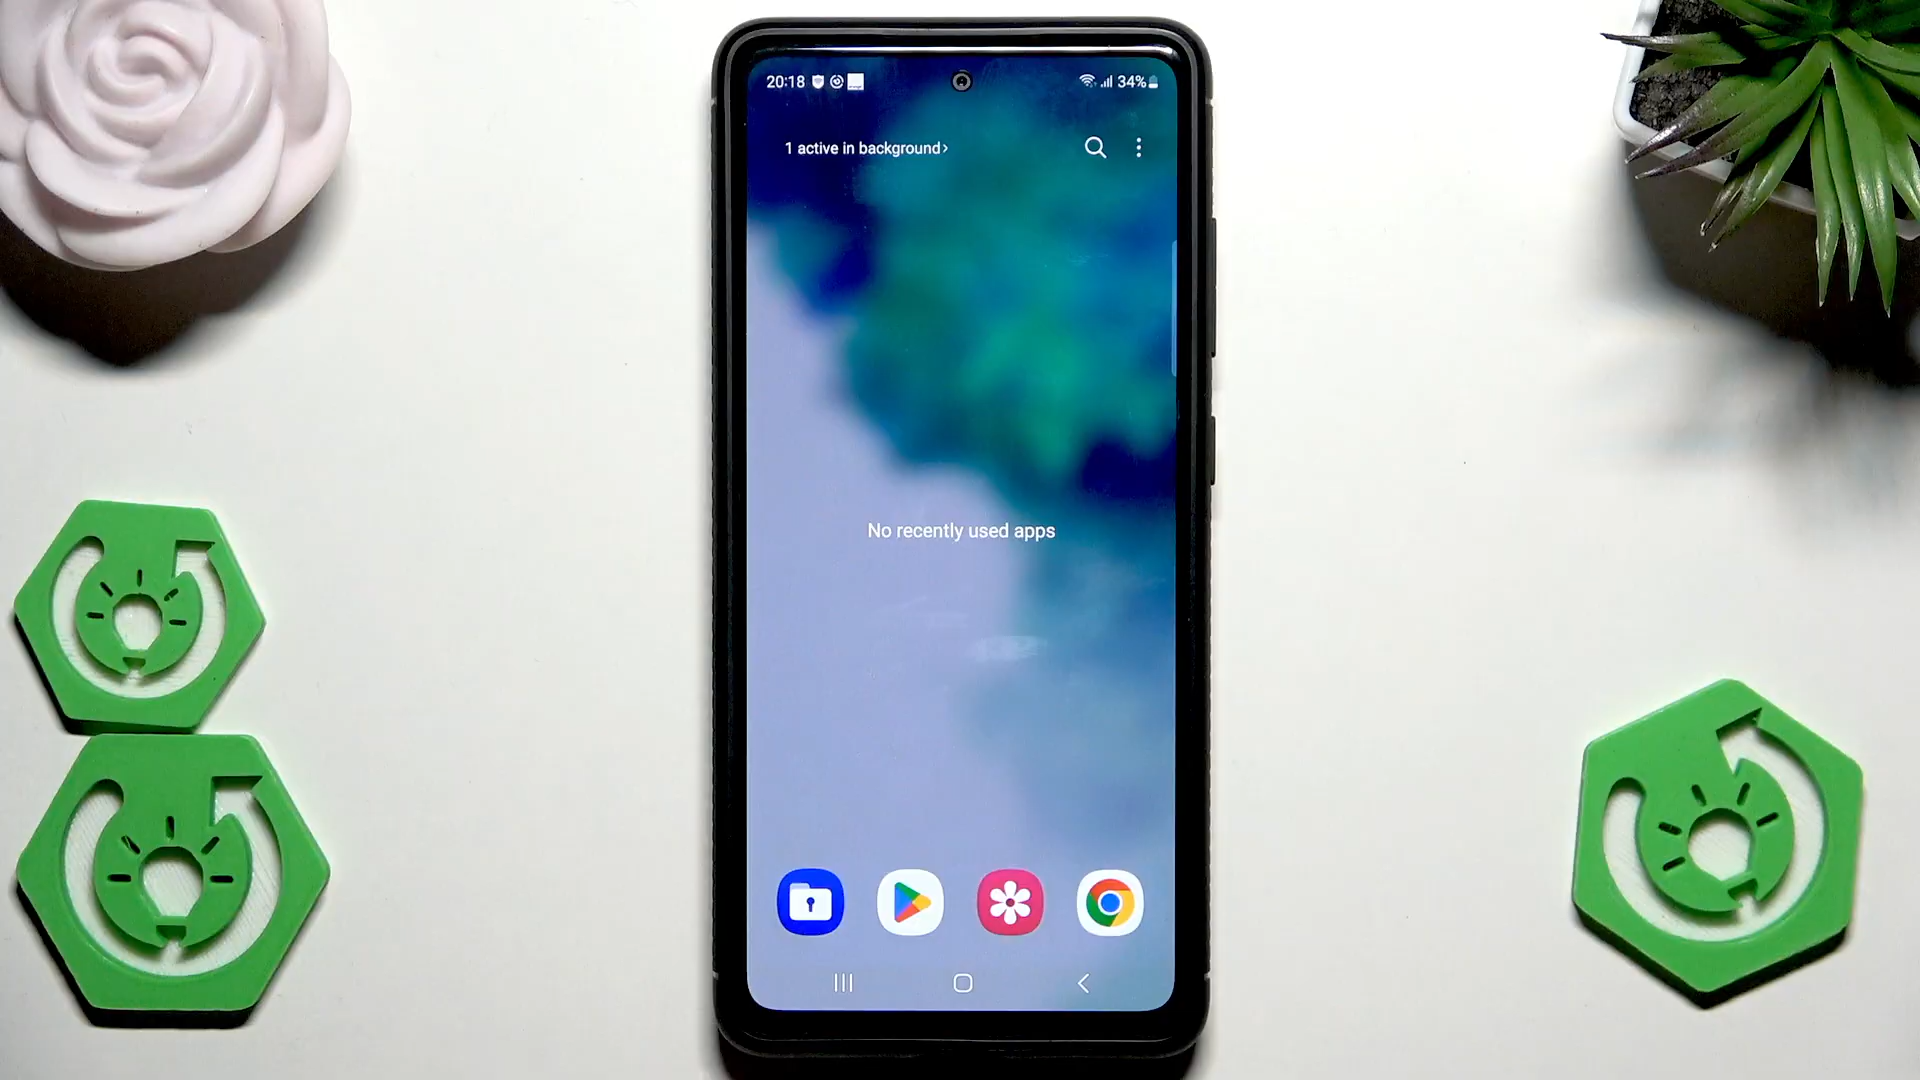 20:18
34%
1 active in background
No recently used apps